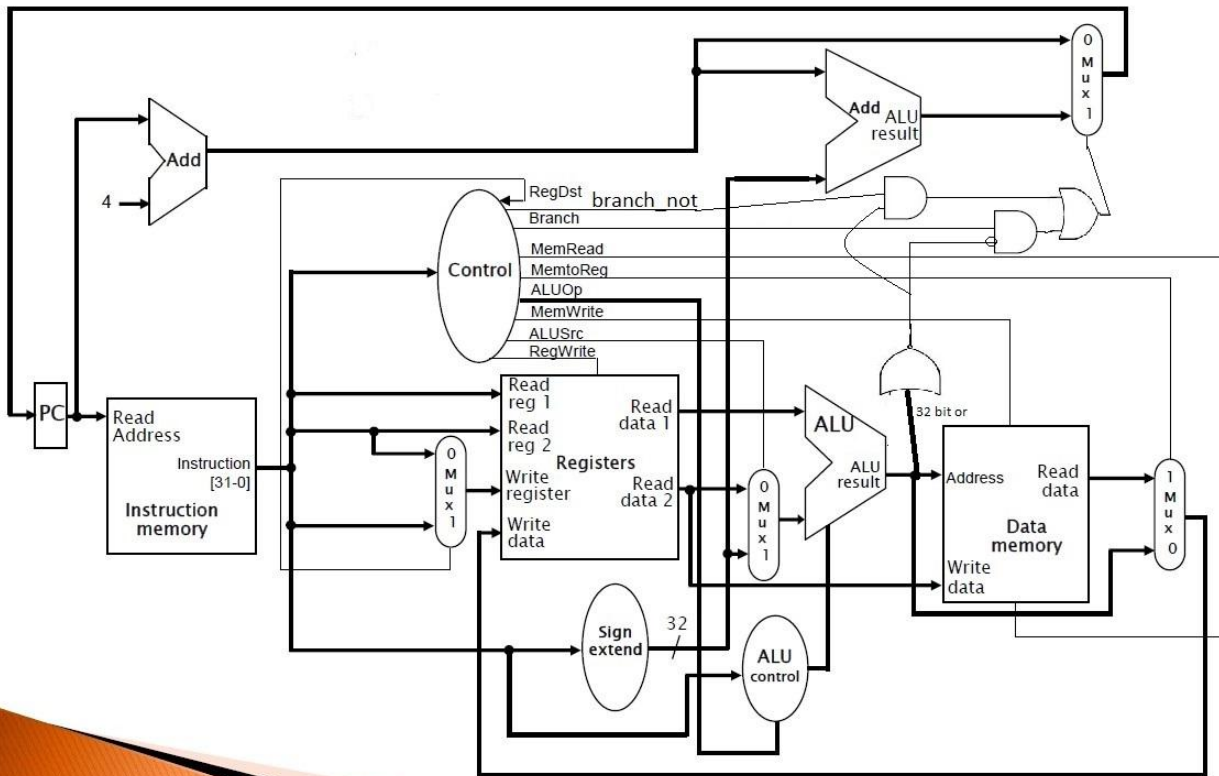 0
M
u
x
1
Add
ALU
result
Add
4
RegDst
branch_not
Branch
MemRead
MemtoReg
ALUOp
MemWrite
ALUSrc
RegWrite
Control
PC
Read
Address
Instruction
[31-0]
Instruction
memory
0
M
u
x
1
Read
reg 1
Read
reg 2
Write
register
Write
data
Registers
Read
data 1
Read
data 2
0
M
u
x
1
ALU
ALU
result
32 bit or
Address
Read
data
Data
memory
Write
data
1
M
u
x
0
Sign
extend
32
ALU
control